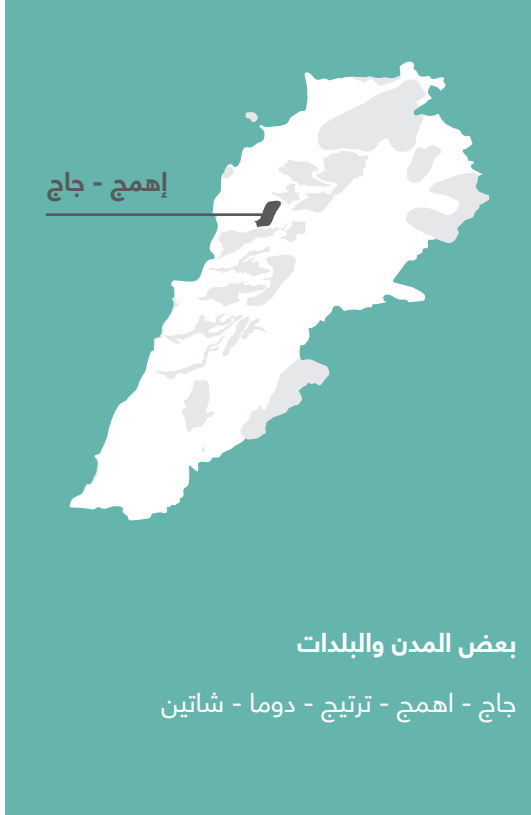 إهمج - جاج
بعض المدن والبلدات
جاج - اهمج - ترتيج - دوما - شاتين